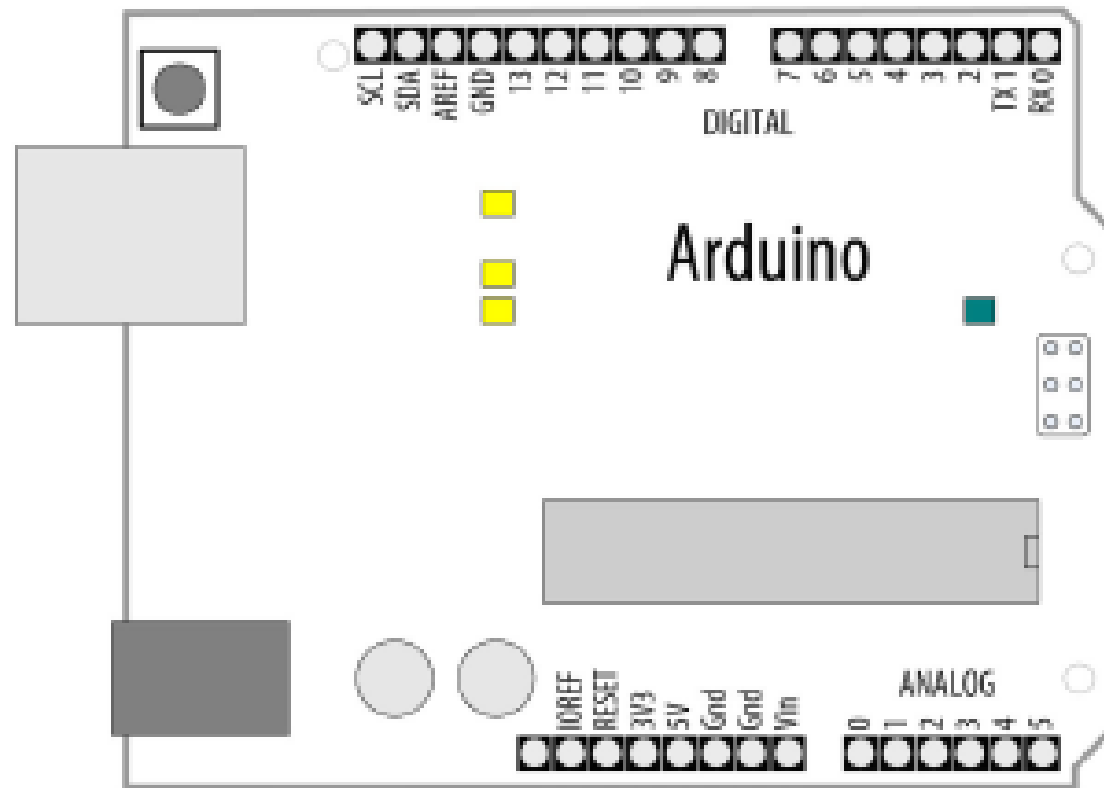 SCL SDA AREF GND 13 12 11 10 9 8 7 6 5 4 3 2 TX 1 RX 0
DIGITAL
Arduino
ANALOG
IOREF RESET 3V3 5V Gnd Gnd Vin 0 1 2 3 4 5